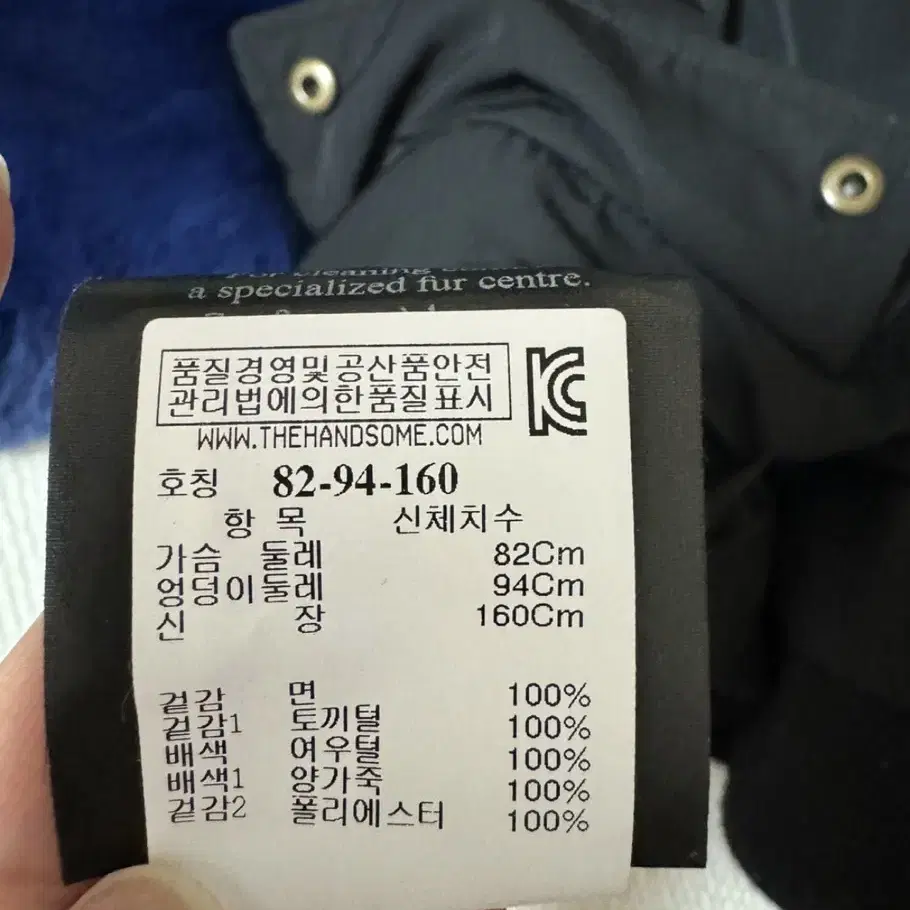 a specialized fur centre.
품질경영및공산품안전
관리법에의한품질표시
KC
WWW.THEHANDSOME.COM
호칭 82-94-160
항 목 신체치수
가슴 둘레 82Cm
엉덩이둘레 94Cm
신 장 160Cm
겉감 면 100%
겉감1 토끼털 100%
배색 여우털 100%
배색1 양가죽 100%
겉감2 폴리에스터 100%